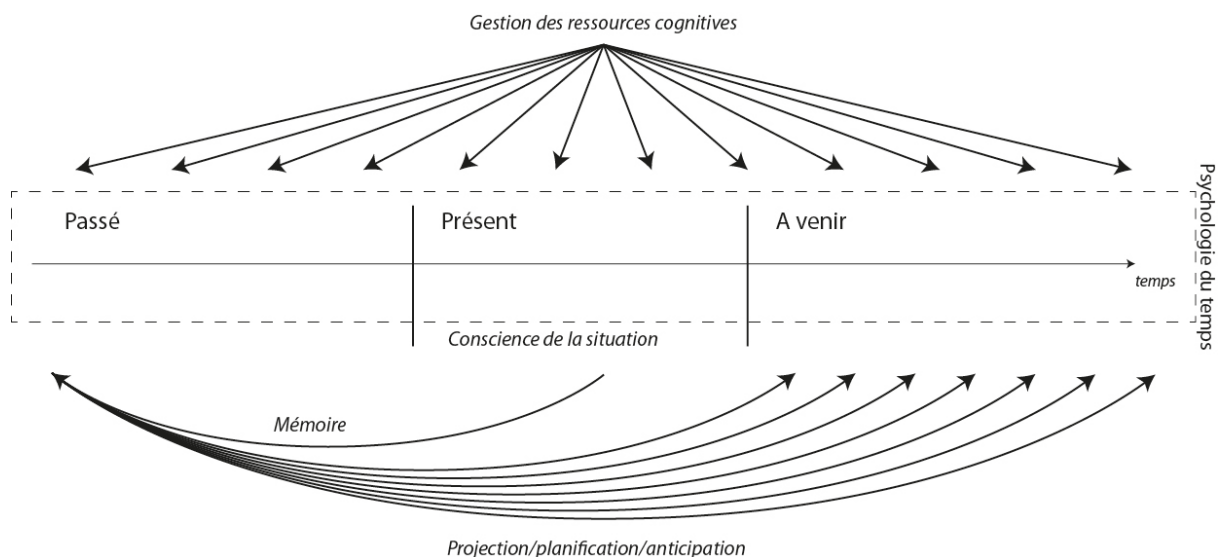 Gestion des ressources cognitives
Passé
Présent
A venir
temps
Psychologie du temps
Conscience de la situation
Mémoire
Projection/planification/anticipation